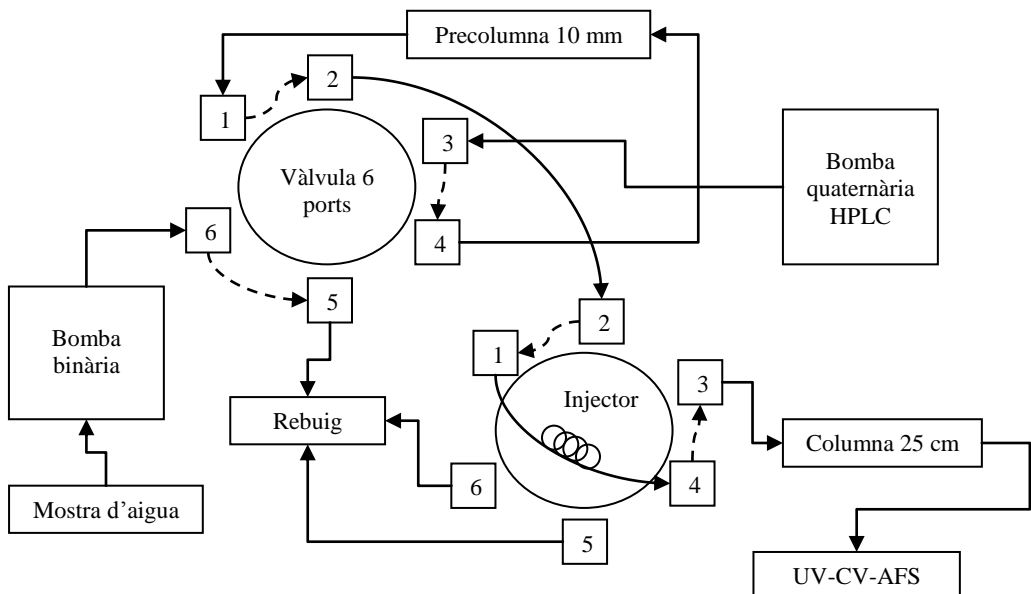 Precolumna 10 mm
2
1
3
Vàlvula 6
ports
Bomba
quaternària
HPLC
6
4
5
Bomba
binària
2
1
3
Injector
Rebuig
Columna 25 cm
6
4
Mostra d’aigua
5
UV-CV-AFS